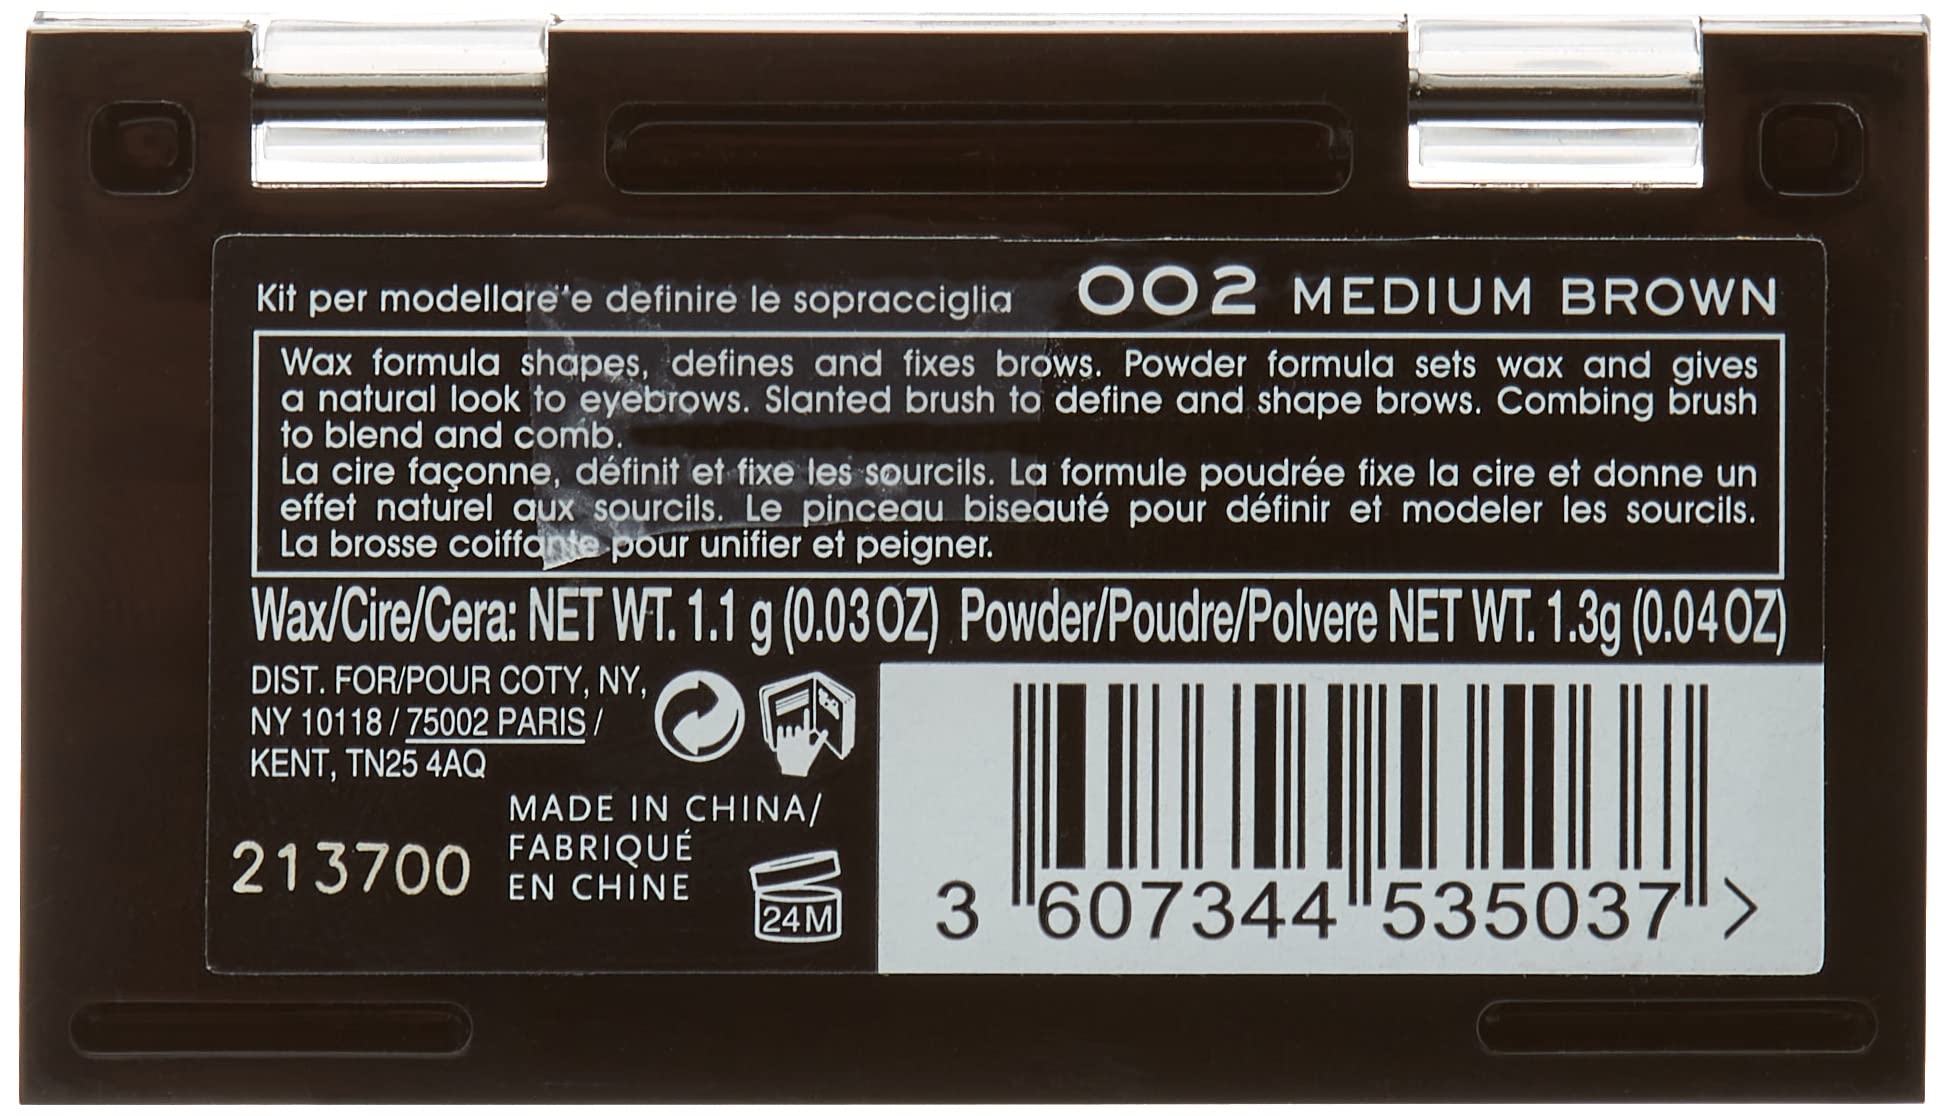 Kit per modellare e definire le sopracciglia
002 MEDIUM BROWN
Wax formula shapes, defines and fixes brows. Powder formula sets wax and gives
a natural look to eyebrows. Slanted brush to define and shape brows. Combing brush
to blend and comb.
La cire façonne, définit et fixe les sourcils. La formule poudrée fixe la cire et donne un
effet naturel aux sourcils. Le pinceau biseauté pour définir et modeler les sourcils.
La brosse coiffante pour unifier et peigner.
Wax/Cire/Cera: NET WT. 1.1 g (0.03 OZ) Powder/Poudre/Polvere NET WT. 1.3g (0.04 OZ)
DIST. FOR/POUR COTY, NY,
NY 10118 / 75002 PARIS /
KENT, TN25 4AQ
MADE IN CHINA/
FABRIQUÉ
EN CHINE
213700
24M
3 607344 535037 >